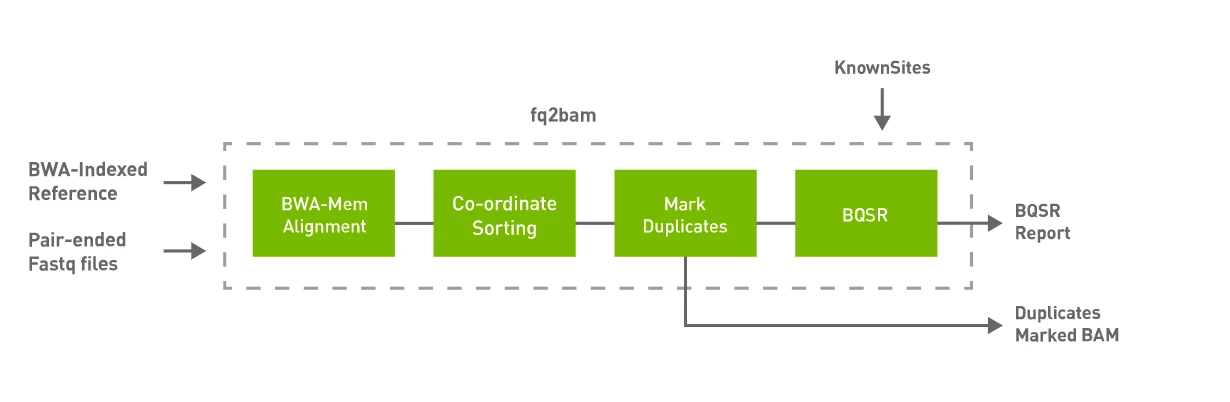 KnownSites
fq2bam
BWA-Indexed
Reference
Pair-ended
Fastq files
BWA-Mem
Alignment
Co-ordinate
Sorting
Mark
Duplicates
BQSR
BQSR
Report
Duplicates
Marked BAM